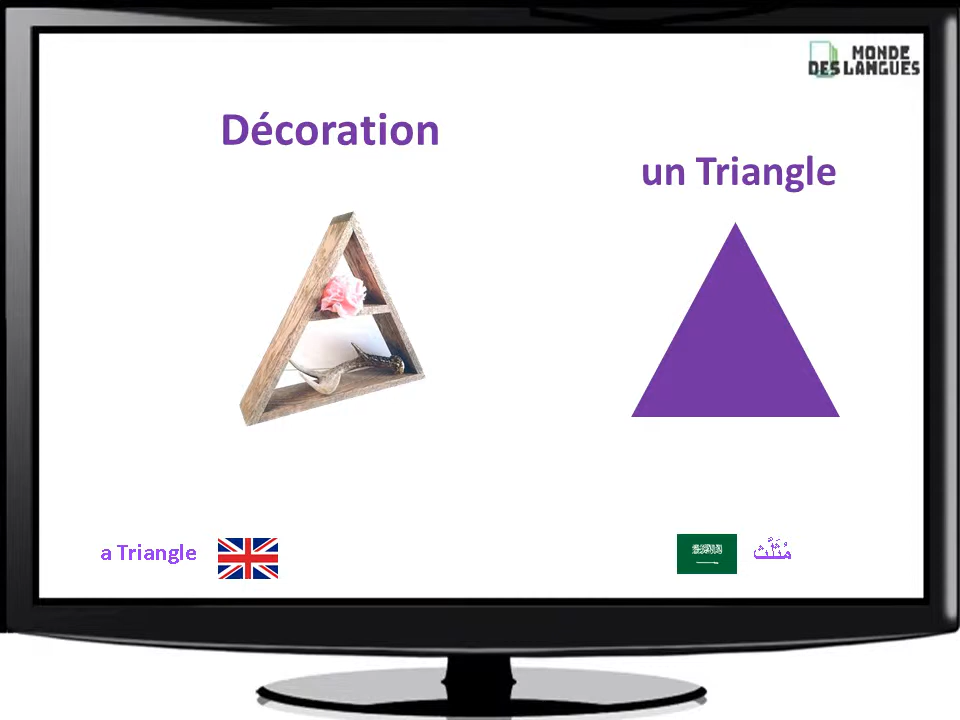 MONDE
DES LANGUES
Décoration
un Triangle
a Triangle
مُثَلَّث